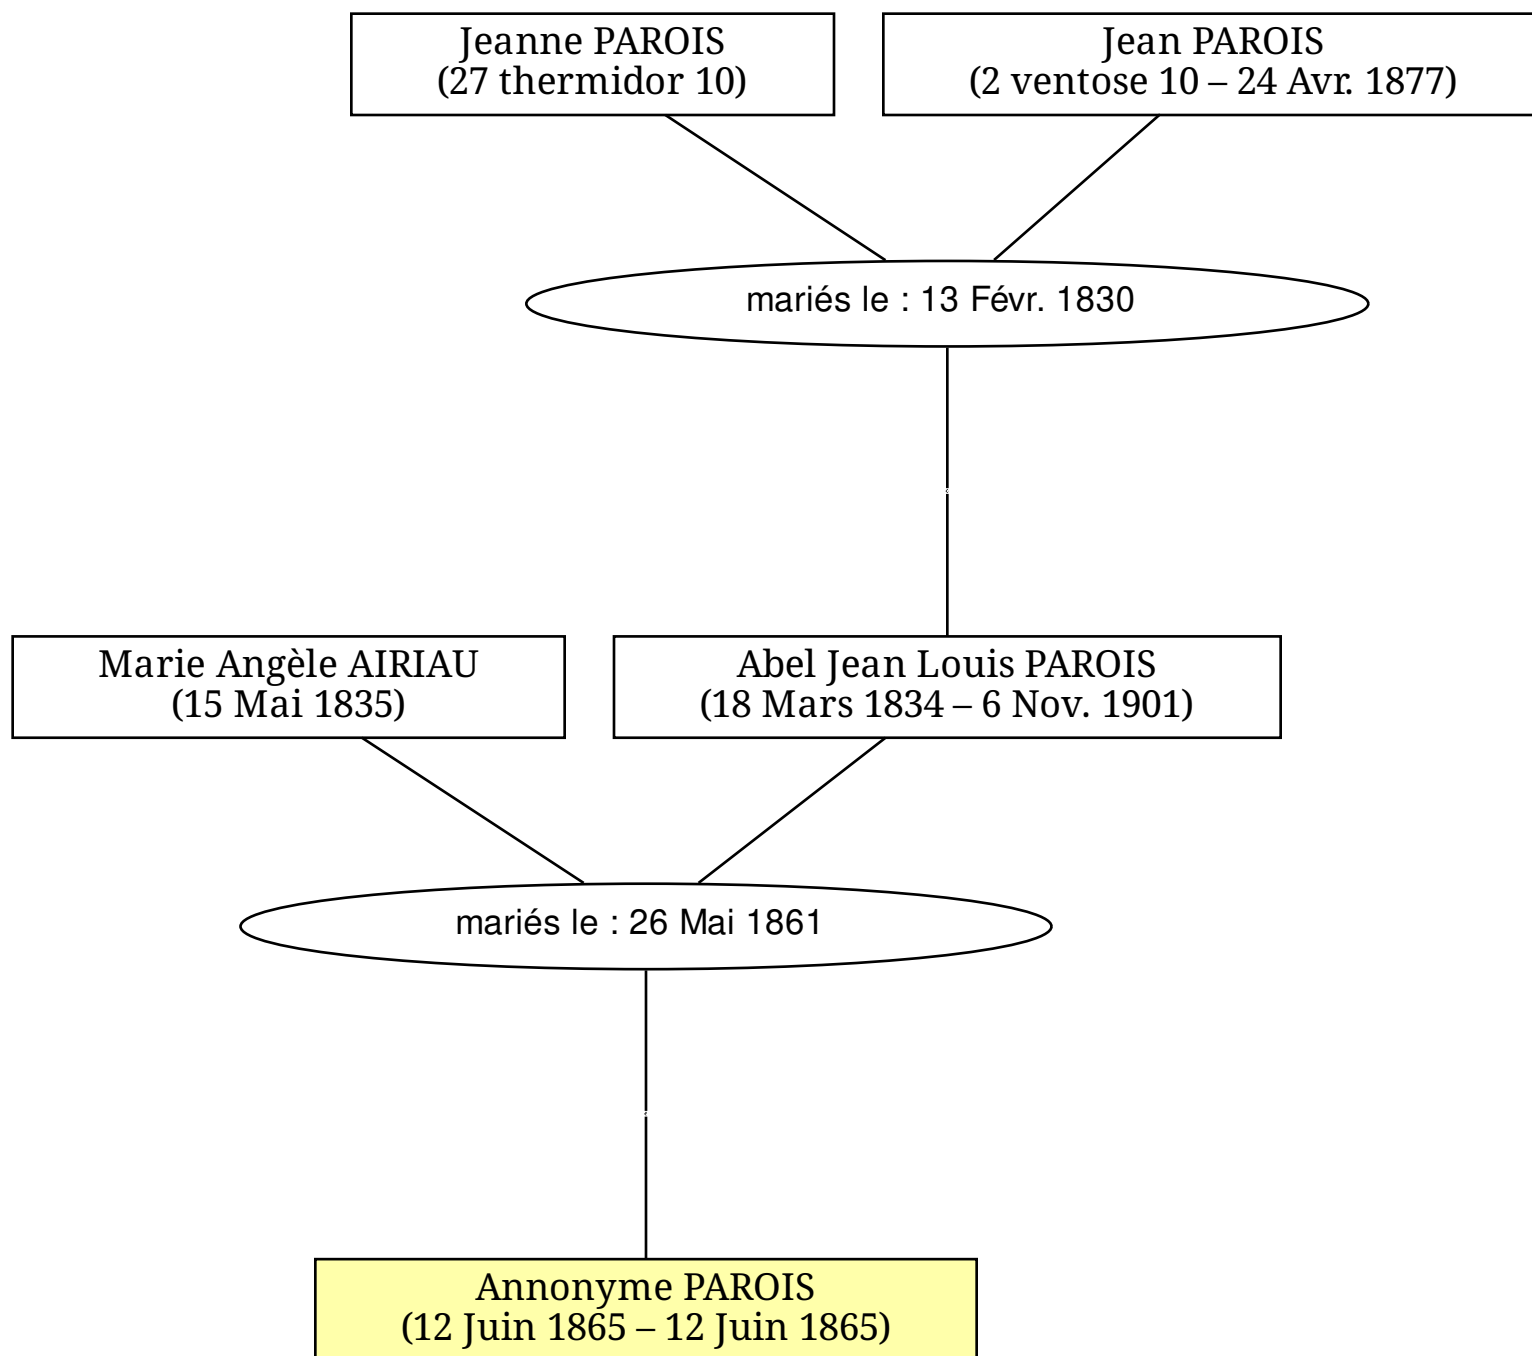 Jeanne PAROIS
(27 thermidor 10)
Jean PAROIS
(2 ventose 10 – 24 Avr. 1877)
mariés le : 13 Févr. 1830
Marie Angèle AIRIAU
(15 Mai 1835)
Abel Jean Louis PAROIS
(18 Mars 1834 – 6 Nov. 1901)
mariés le : 26 Mai 1861
Annonyme PAROIS
(12 Juin 1865 – 12 Juin 1865)